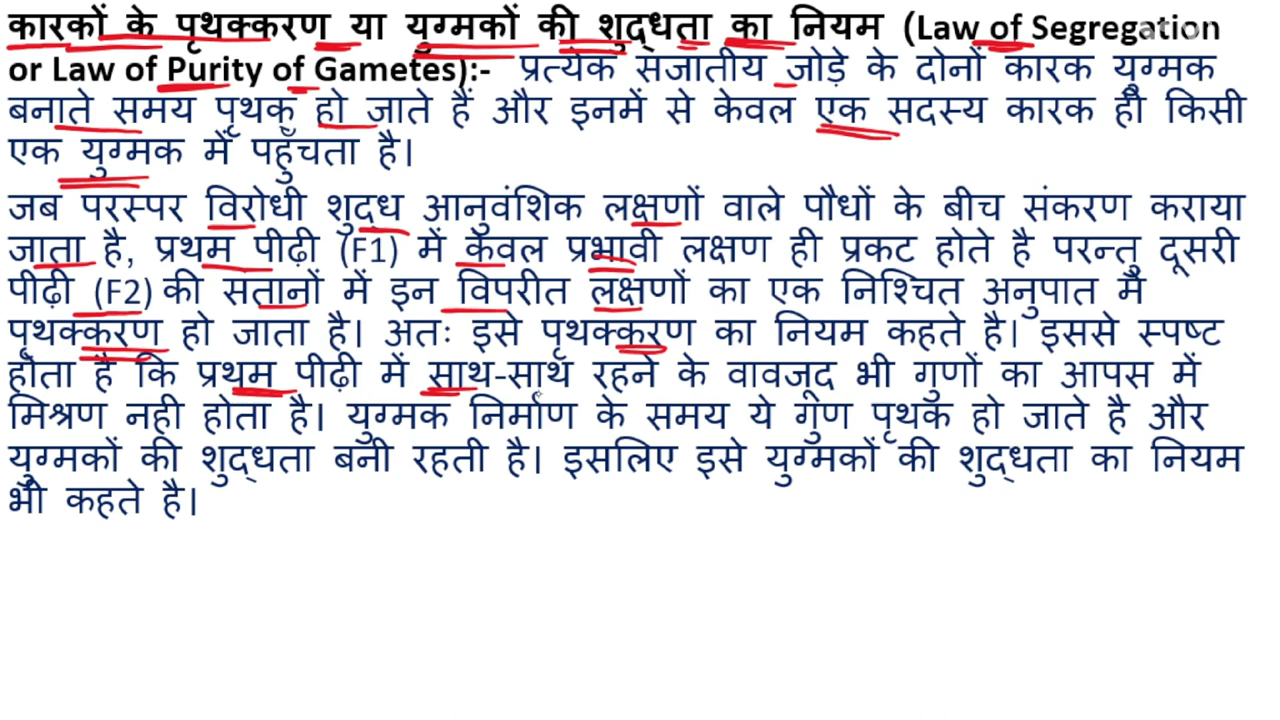 कारकों के पृथक्करण या युग्मकों की शुद्धता का नियम (Law of Segregation
or Law of Purity of Gametes):- प्रत्येक सजातीय जोड़े के दोनों कारक युग्मक
बनाते समय पृथक् हो जाते हैं और इनमें से केवल एक सदस्य कारक ही किसी
एक युग्मक में पहुँचता है।
जब परस्पर विरोधी शुद्ध आनुवंशिक लक्षणों वाले पौधों के बीच संकरण कराया
जाता है, प्रथम पीढ़ी (F1) में केवल प्रभावी लक्षण ही प्रकट होते है परन्तु दूसरी
पीढ़ी (F2) की सतानों में इन विपरीत लक्षणों का एक निश्चित अनुपात में
पृथक्करण हो जाता है। अतः इसे पृथक्करण का नियम कहते है। इससे स्पष्ट
होता है कि प्रथम पीढ़ी में साथ-साथ रहने के वावजूद भी गुणों का आपस में
मिश्रण नही होता है। युग्मक निर्माण के समय ये गुण पृथक हो जाते है और
युग्मकों की शुद्धता बनी रहती है। इसलिए इसे युग्मकों की शुद्धता का नियम
भी कहते है।